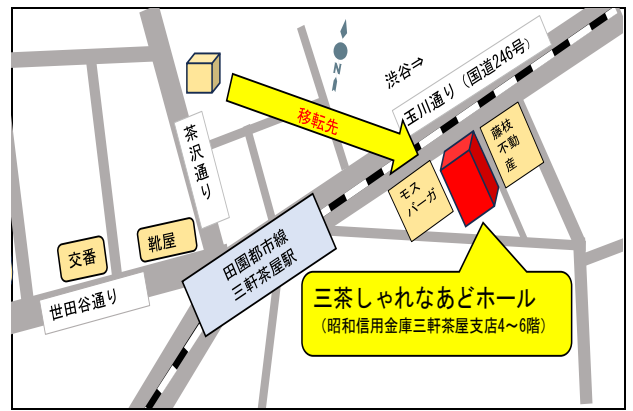 N
渋谷⇒
玉川通り（国道246号）
移転先
茶沢通り
藤枝
不動
産
モス
バーガ
靴屋
交番
田園都市線
三軒茶屋駅
世田谷通り
三茶しゃれなあどホール
（昭和信用金庫三軒茶屋支店4～6階）